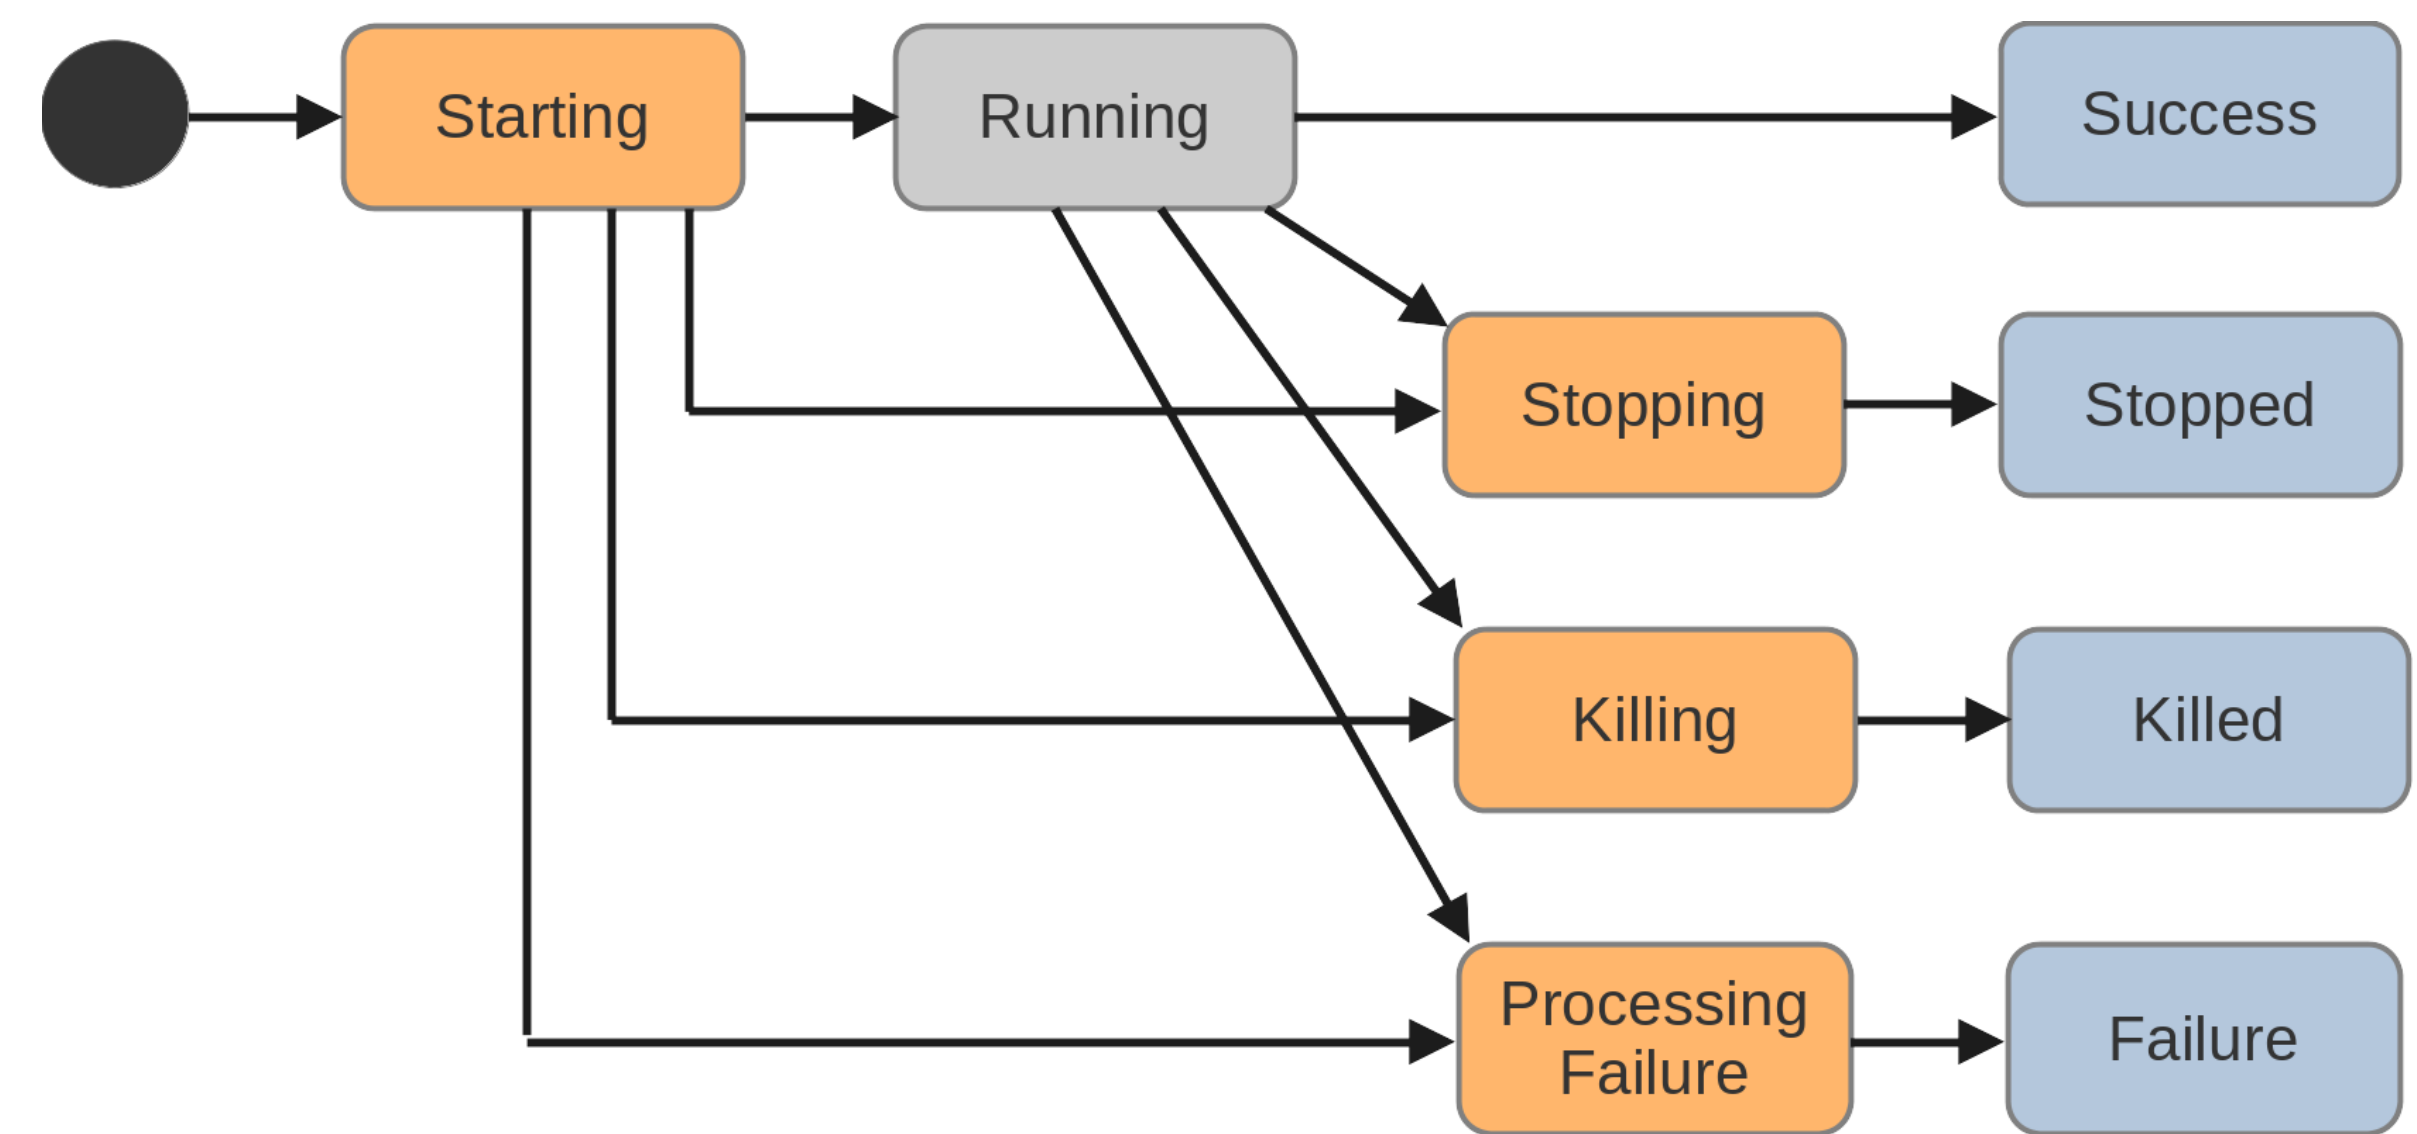 Starting
Running
Success
Stopping
Stopped
Killing
Killed
Processing
Failure
Failure